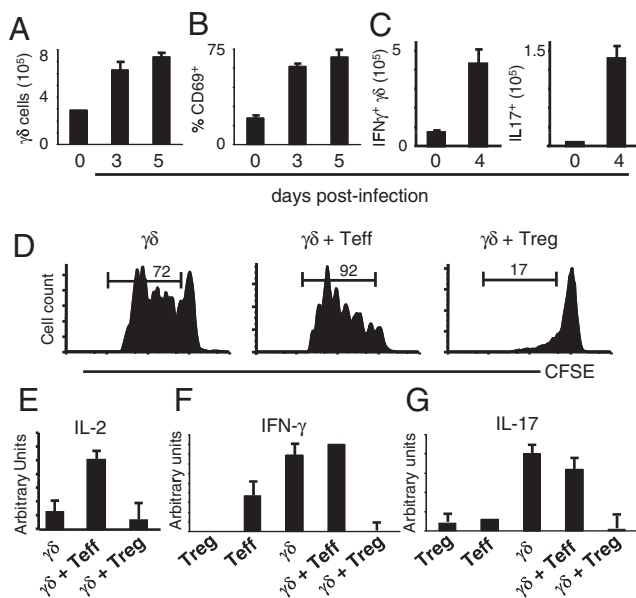 A
γδ cells (10⁵)
8
4
0
0 3 5
B
% CD69⁺
75
0
0 3 5
C
IFNγ⁺ γδ (10⁵)
5
0
0 4
IL17⁺ (10⁵)
1.5
0
0 4
days post-infection
D
Cell count
γδ
72
γδ + Teff
92
γδ + Treg
17
CFSE
E
IL-2
Arbitrary Units
γδ
γδ + Teff
γδ + Treg
F
IFN-γ
Arbitrary units
Treg
Teff
γδ
γδ + Teff
γδ + Treg
G
IL-17
Arbitrary units
Treg
Teff
γδ
γδ + Teff
γδ + Treg